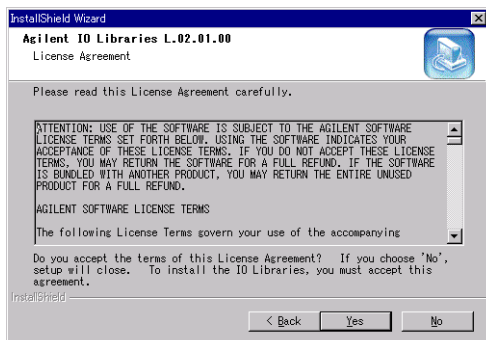 InstallShield Wizard
Agilent IO Libraries L.02.01.00
License Agreement
Please read this License Agreement carefully.
ATTENTION: USE OF THE SOFTWARE IS SUBJECT TO THE AGILENT SOFTWARE
LICENSE TERMS SET FORTH BELOW. USING THE SOFTWARE INDICATES YOUR
ACCEPTANCE OF THESE LICENSE TERMS. IF YOU DO NOT ACCEPT THESE LICENSE
TERMS, YOU MAY RETURN THE SOFTWARE FOR A FULL REFUND. IF THE SOFTWARE
IS BUNDLED WITH ANOTHER PRODUCT, YOU MAY RETURN THE ENTIRE UNUSED
PRODUCT FOR A FULL REFUND.
AGILENT SOFTWARE LICENSE TERMS
The following License Terms govern your use of the accompanying
Do you accept the terms of this License Agreement? If you choose 'No',
setup will close. To install the IO Libraries, you must accept this
agreement.
InstallShield
< Back Yes No